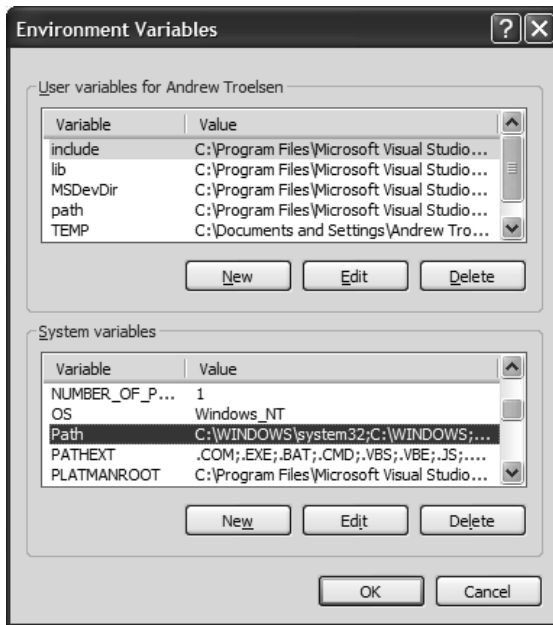 Environment Variables
User variables for Andrew Troelsen
Variable Value
include C:\Program Files\Microsoft Visual Studio...
lib C:\Program Files\Microsoft Visual Studio...
MSDevDir C:\Program Files\Microsoft Visual Studio...
path C:\Program Files\Microsoft Visual Studio...
TEMP C:\Documents and Settings\Andrew Tro...
New Edit Delete
System variables
Variable Value
NUMBER_OF_P... 1
OS Windows_NT
Path C:\WINDOWS\system32;C:\WINDOWS;...
PATHEXT .COM;.EXE;.BAT;.CMD;.VBS;.VBE;.JS;....
PLATMANROOT C:\Program Files\Microsoft Visual Studio...
New Edit Delete
OK Cancel